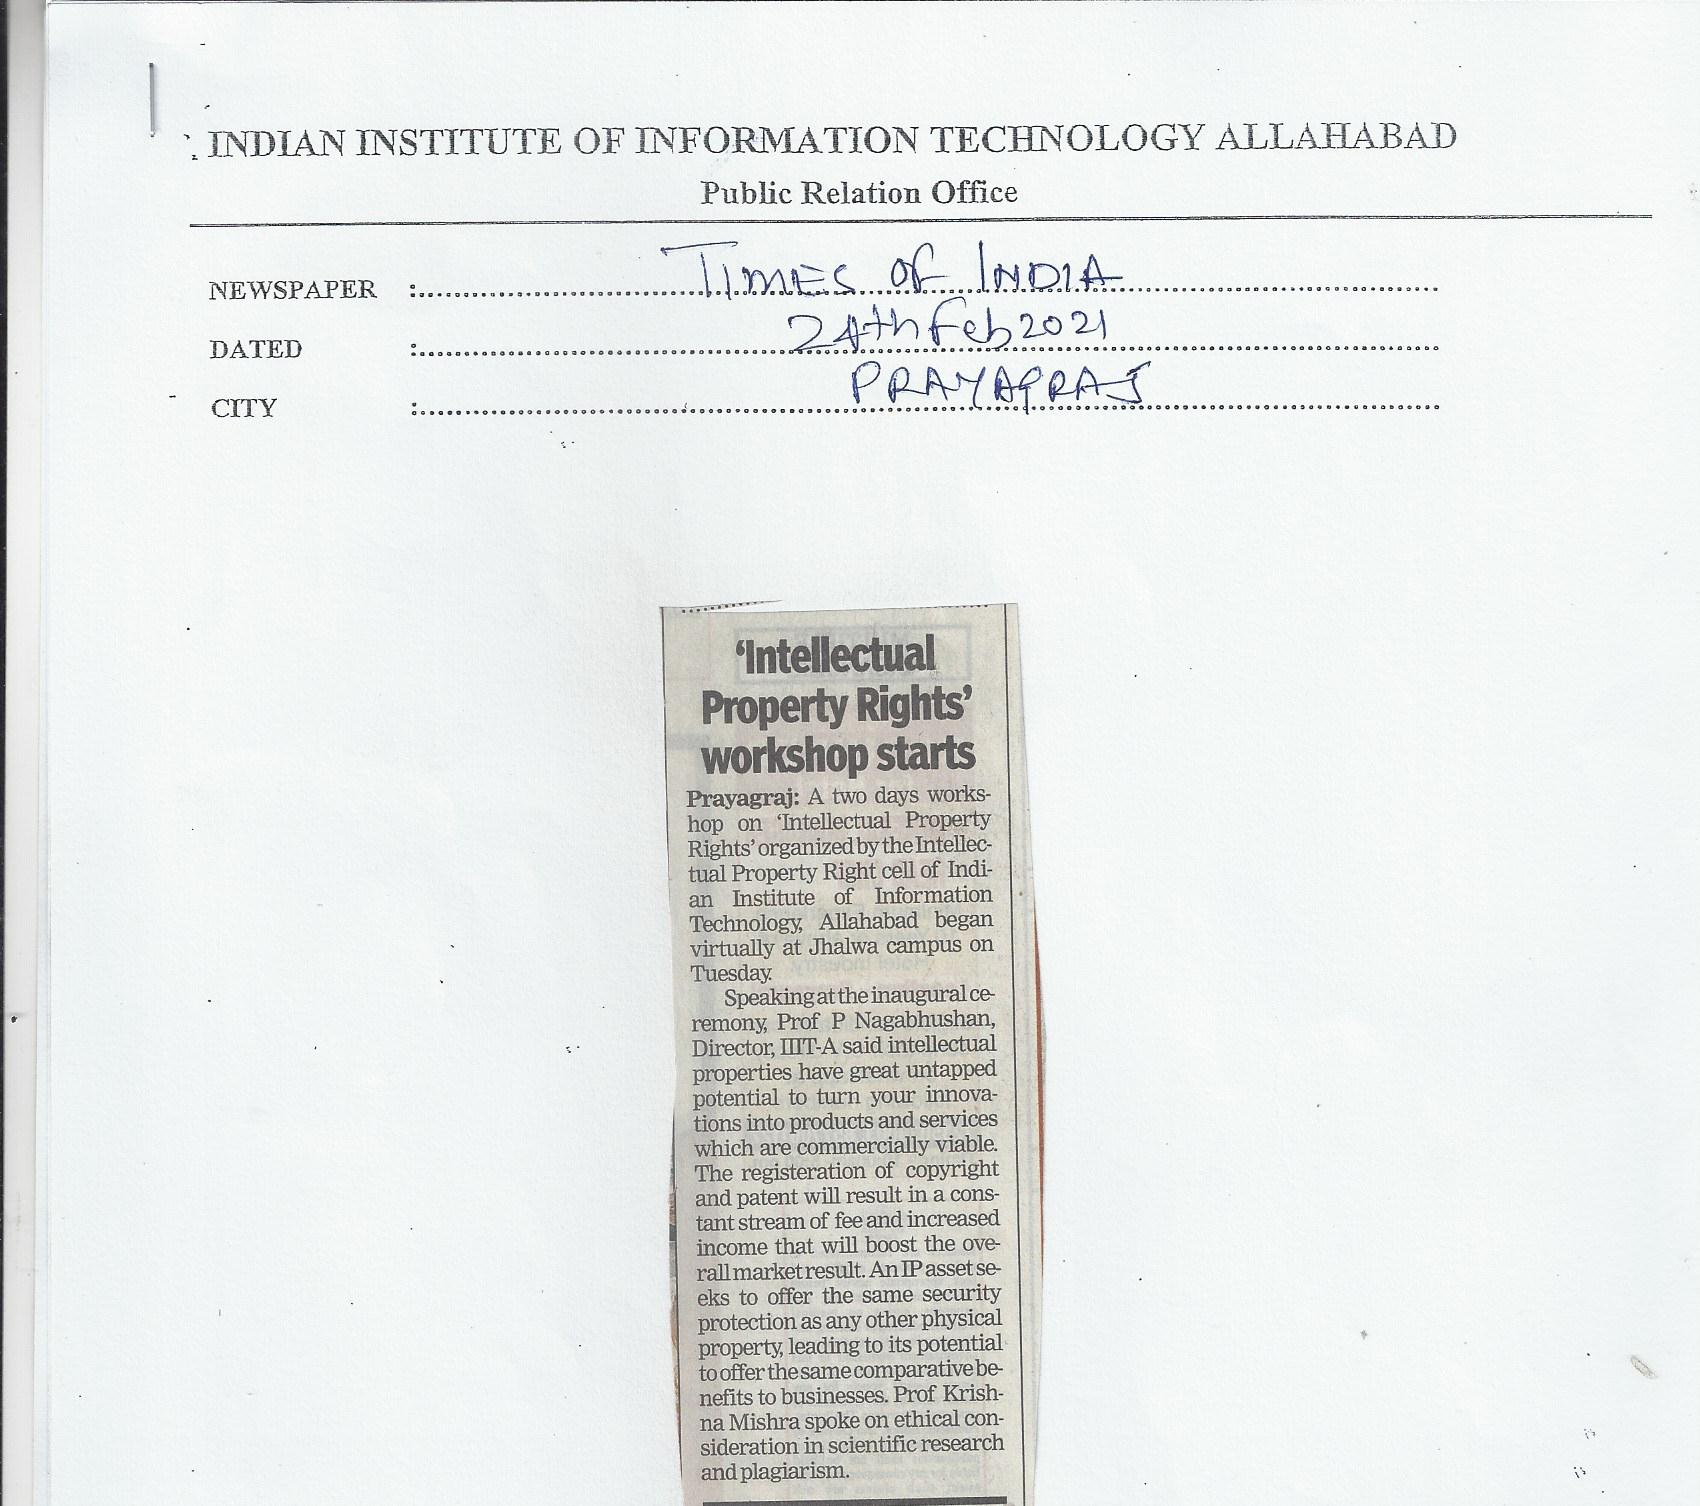 INDIAN INSTITUTE OF INFORMATION TECHNOLOGY ALLAHABAD
Public Relation Office
NEWSPAPER : TIMES OF INDIA
DATED : 24th Feb 2021
CITY : PRAYAGRAJ
‘Intellectual
Property Rights’
workshop starts
Prayagraj: A two days works-
hop on ‘Intellectual Property
Rights’ organized by the Intellec-
tual Property Right cell of Indi-
an Institute of Information
Technology, Allahabad began
virtually at Jhalwa campus on
Tuesday.
Speaking at the inaugural ce-
remony, Prof P Nagabhushan,
Director, IIIT-A said intellectual
properties have great untapped
potential to turn your innova-
tions into products and services
which are commercially viable.
The registeration of copyright
and patent will result in a cons-
tant stream of fee and increased
income that will boost the ove-
rall market result. An IP asset se-
eks to offer the same security
protection as any other physical
property, leading to its potential
to offer the same comparative be-
nefits to businesses. Prof Krish-
na Mishra spoke on ethical con-
sideration in scientific research
and plagiarism.